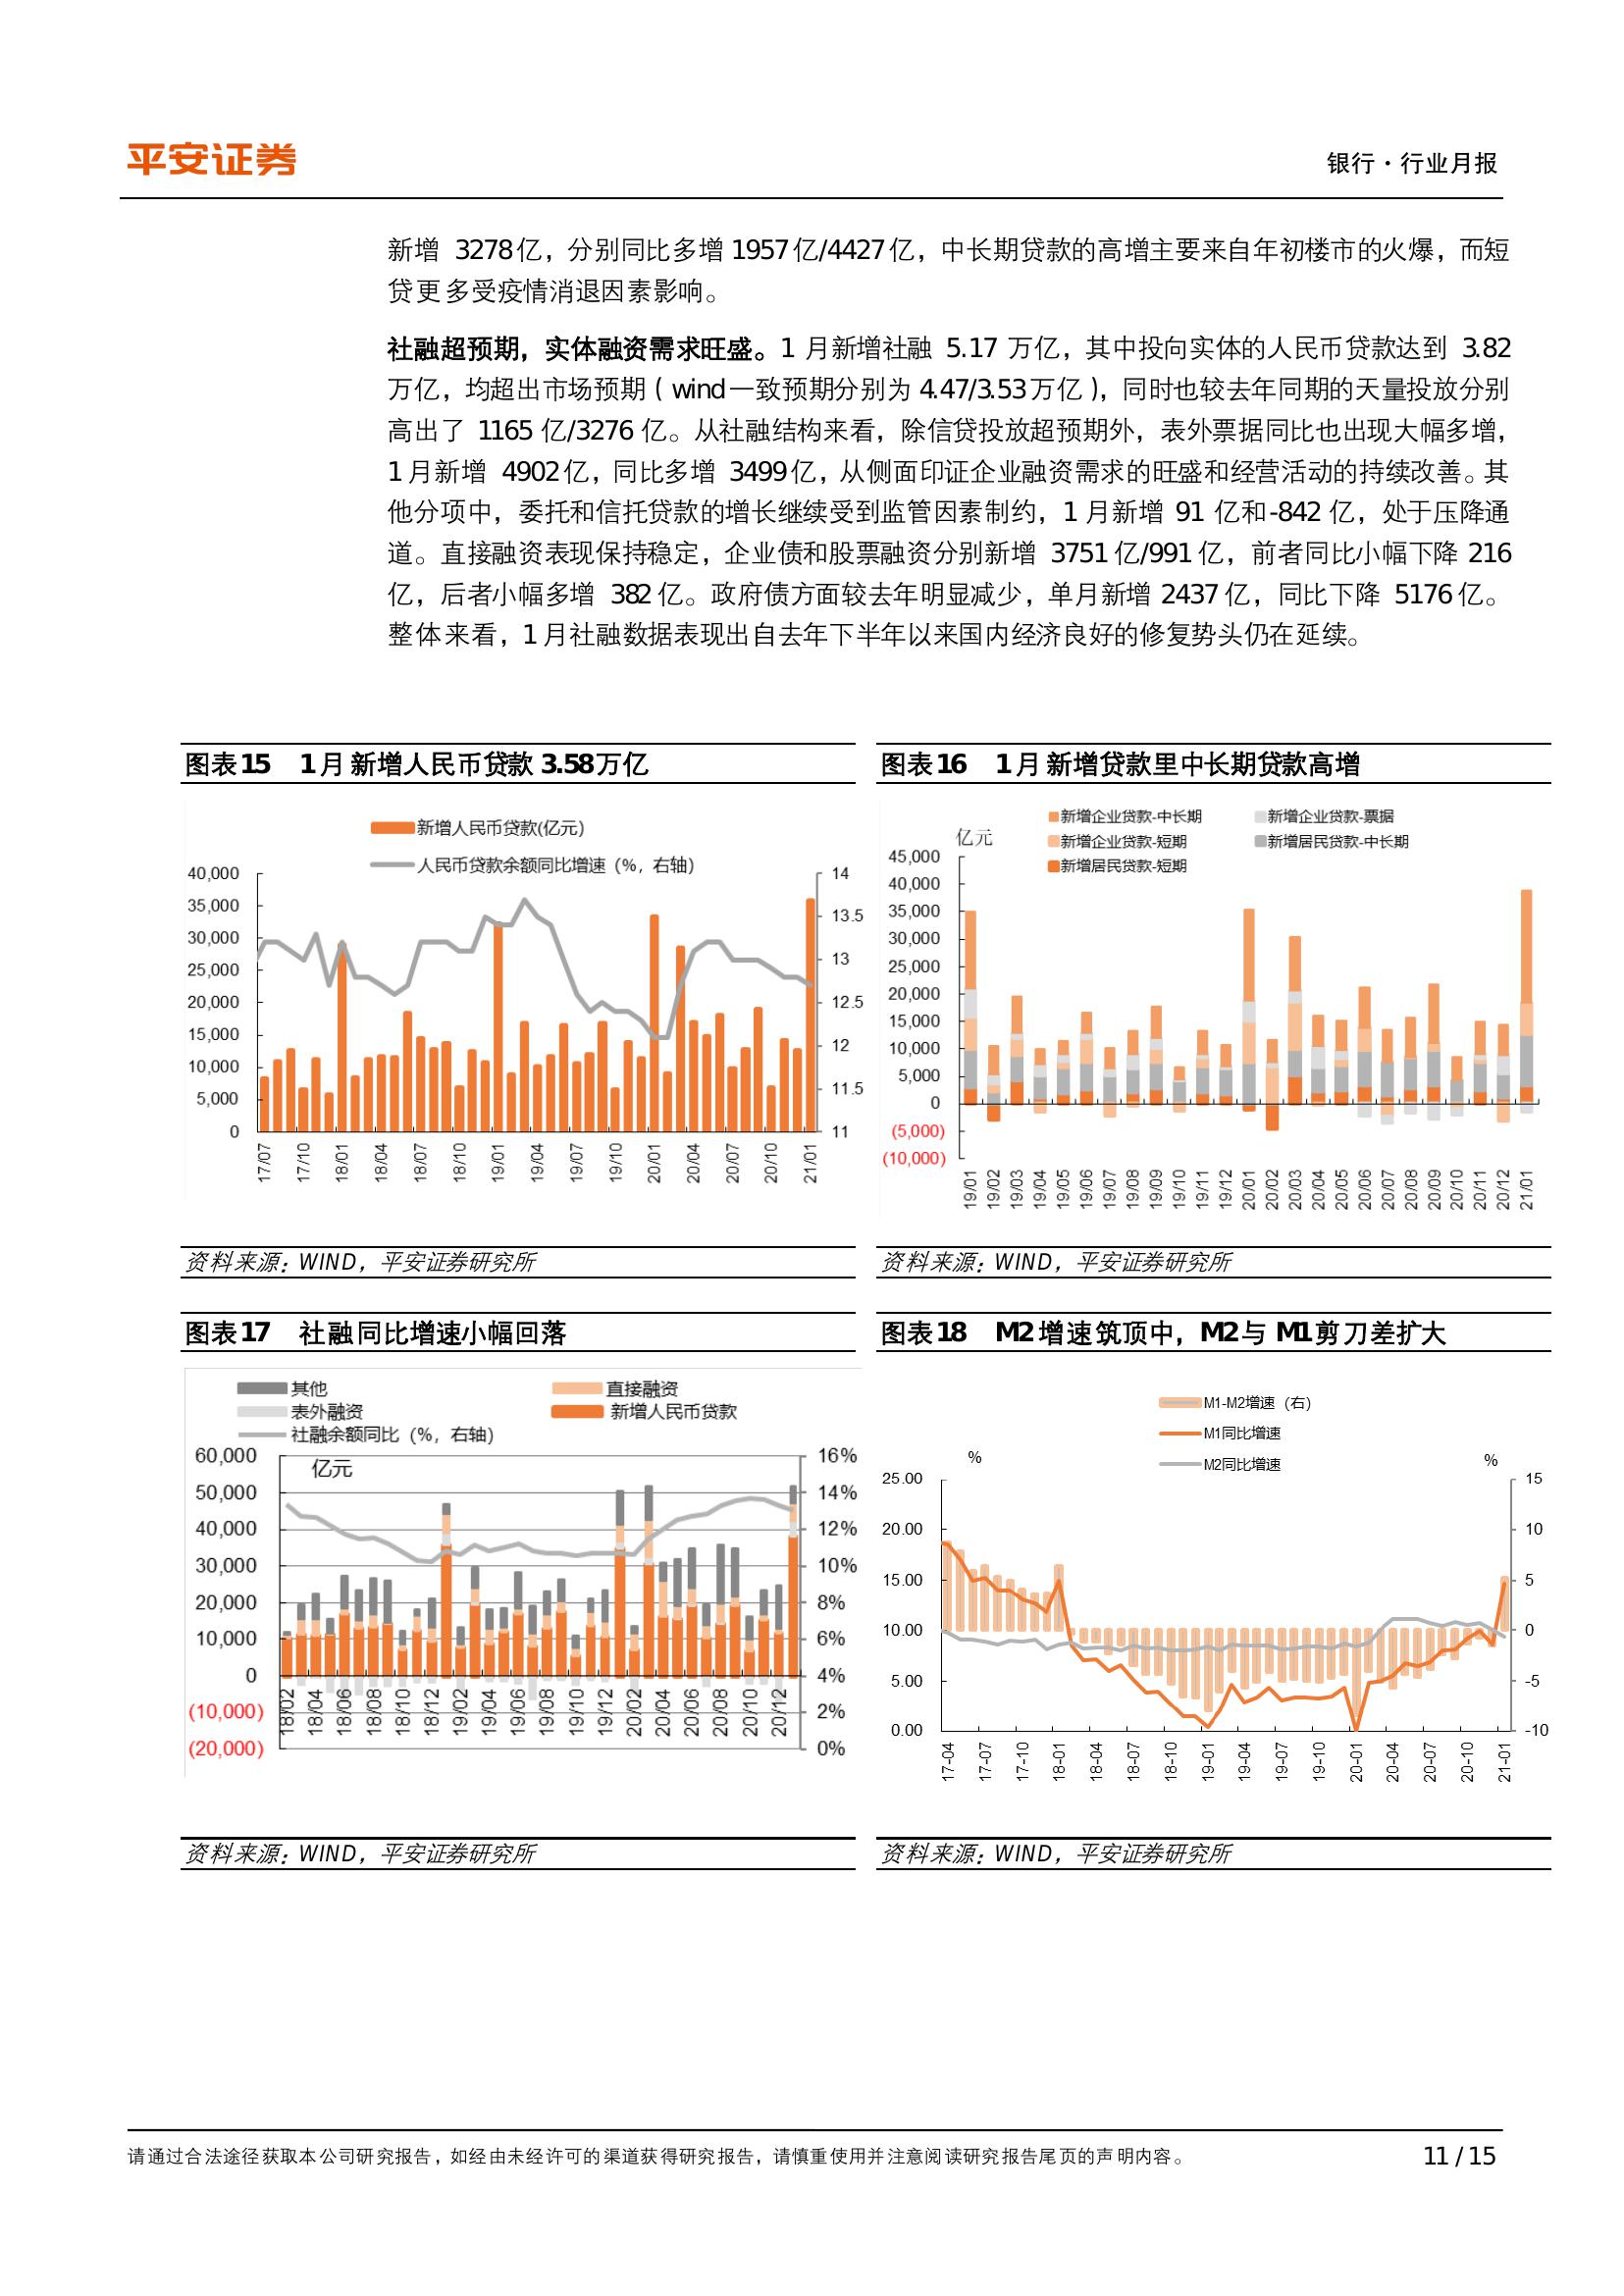 平安证券
银行·行业月报
新增 3278亿，分别同比多增1957亿/4427亿，中长期贷款的高增主要来自年初楼市的火爆，而短
贷更多受疫情消退因素影响。
社融超预期，实体融资需求旺盛。1 月新增社融 5.17 万亿，其中投向实体的人民币贷款达到 3.82
万亿，均超出市场预期（wind一致预期分别为 4.47/3.53万亿），同时也较去年同期的天量投放分别
高出了 1165 亿/3276 亿。从社融结构来看，除信贷投放超预期外，表外票据同比也出现大幅多增，
1月新增 4902亿，同比多增 3499亿，从侧面印证企业融资需求的旺盛和经营活动的持续改善。其
他分项中，委托和信托贷款的增长继续受到监管因素制约，1 月新增 91 亿和-842 亿，处于压降通
道。直接融资表现保持稳定，企业债和股票融资分别新增 3751亿/991亿，前者同比小幅下降 216
亿，后者小幅多增 382亿。政府债方面较去年明显减少，单月新增 2437亿，同比下降 5176亿。
整体来看，1月社融数据表现出自去年下半年以来国内经济良好的修复势头仍在延续。
图表15 1月新增人民币贷款 3.58万亿
新增人民币贷款(亿元)
人民币贷款余额同比增速（%，右轴）
40,000
35,000
30,000
25,000
20,000
15,000
10,000
5,000
0
14
13.5
13
12.5
12
11.5
11
17/07 17/10 18/01 18/04 18/07 18/10 19/01 19/04 19/07 19/10 20/01 20/04 20/07 20/10 21/01
资料来源：WIND，平安证券研究所
图表16 1月新增贷款里中长期贷款高增
新增企业贷款-中长期 新增企业贷款-票据
新增企业贷款-短期 新增居民贷款-中长期
新增居民贷款-短期
亿元
45,000
40,000
35,000
30,000
25,000
20,000
15,000
10,000
5,000
0
(5,000)
(10,000)
19/01 19/02 19/03 19/04 19/05 19/06 19/07 19/08 19/09 19/10 19/11 19/12 20/01 20/02 20/03 20/04 20/05 20/06 20/07 20/08 20/09 20/10 20/11 20/12 21/01
资料来源：WIND，平安证券研究所
图表17 社融同比增速小幅回落
其他 直接融资
表外融资 新增人民币贷款
社融余额同比（%，右轴）
亿元
60,000
50,000
40,000
30,000
20,000
10,000
0
(10,000)
(20,000)
16%
14%
12%
10%
8%
6%
4%
2%
0%
18/02 18/04 18/06 18/08 18/10 18/12 19/02 19/04 19/06 19/08 19/10 19/12 20/02 20/04 20/06 20/08 20/10 20/12
资料来源：WIND，平安证券研究所
图表18 M2增速筑顶中，M2与 M1剪刀差扩大
M1-M2增速（右）
M1同比增速
M2同比增速
%
%
25.00
20.00
15.00
10.00
5.00
0.00
15
10
5
0
-5
-10
17-04 17-07 17-10 18-01 18-04 18-07 18-10 19-01 19-04 19-07 19-10 20-01 20-04 20-07 20-10 21-01
资料来源：WIND，平安证券研究所
请通过合法途径获取本公司研究报告，如经由未经许可的渠道获得研究报告，请慎重使用并注意阅读研究报告尾页的声明内容。
11 / 15